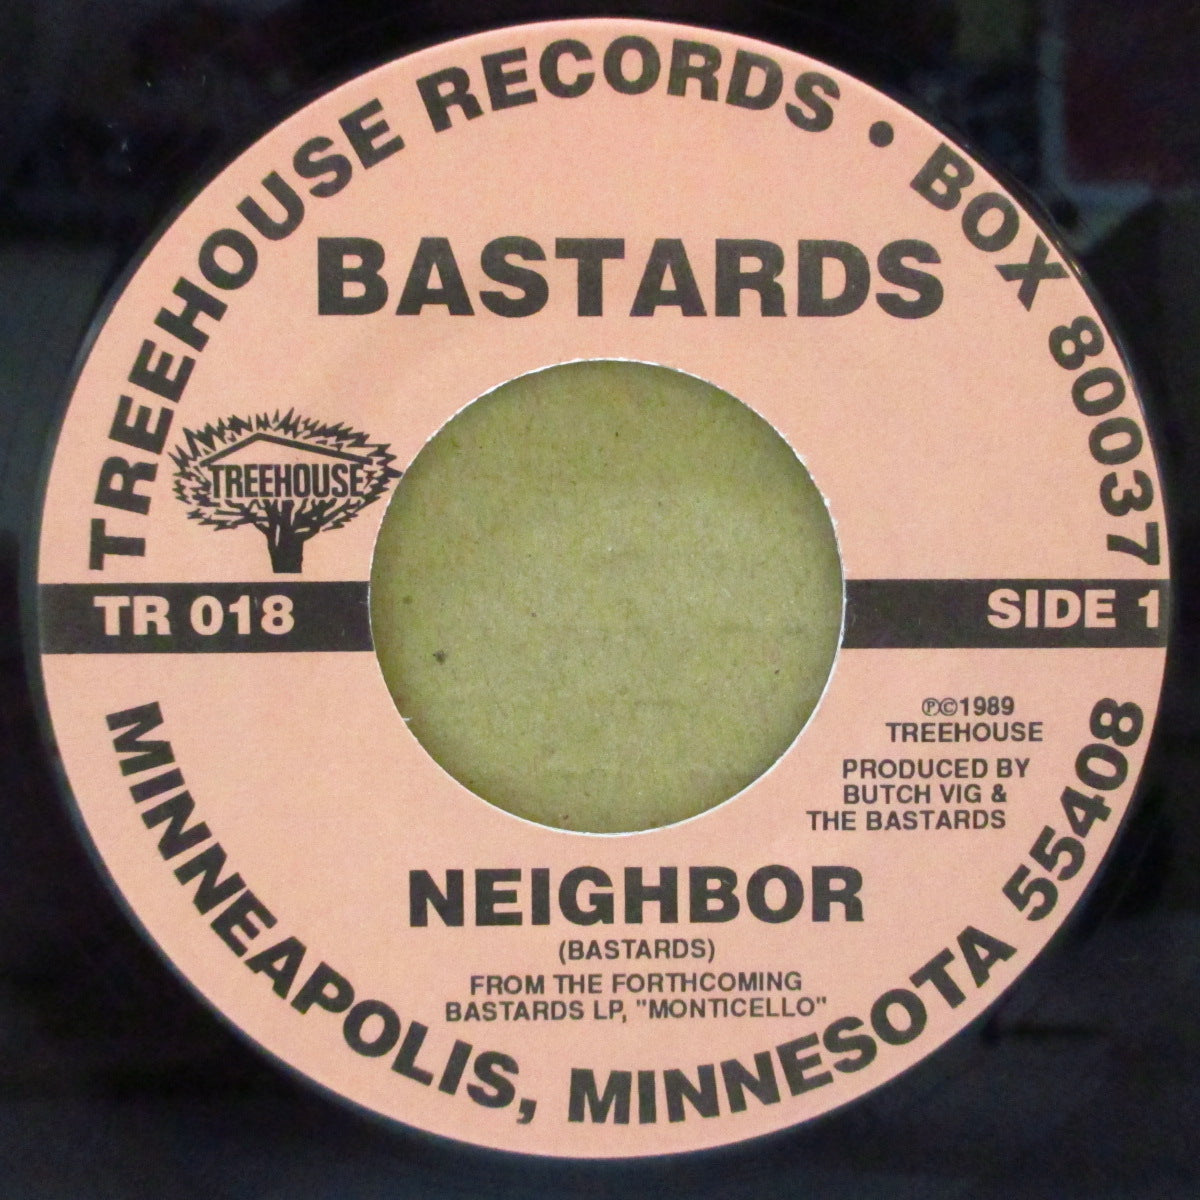 TREEHOUSE RECORDS • BOX 80037
BASTARDS
TREEHOUSE
TR 018
SIDE 1
℗©1989
TREEHOUSE
PRODUCED BY
BUTCH VIG &
THE BASTARDS
NEIGHBOR
(BASTARDS)
FROM THE FORTHCOMING
BASTARDS LP, "MONTICELLO"
MINNEAPOLIS, MINNESOTA 55408